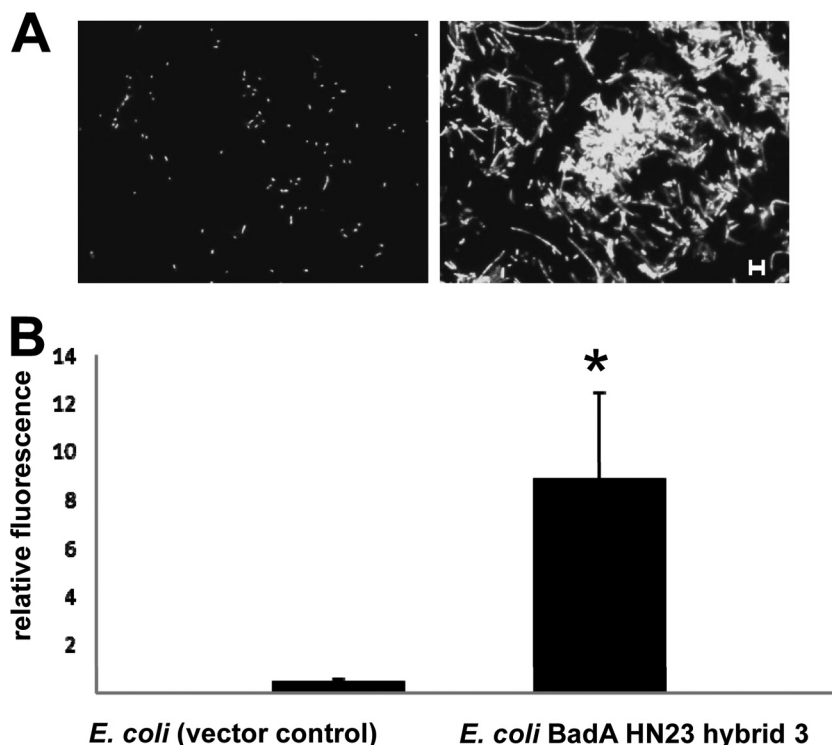 A
B
relative fluorescence
14
12
10
8
6
4
2
*
E. coli (vector control)
E. coli BadA HN23 hybrid 3